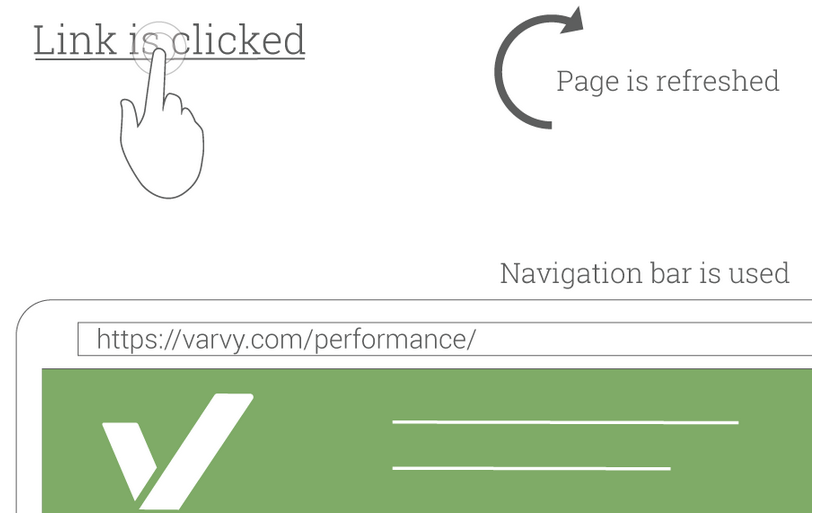 Link is clicked
Page is refreshed
Navigation bar is used
https://varvy.com/performance/